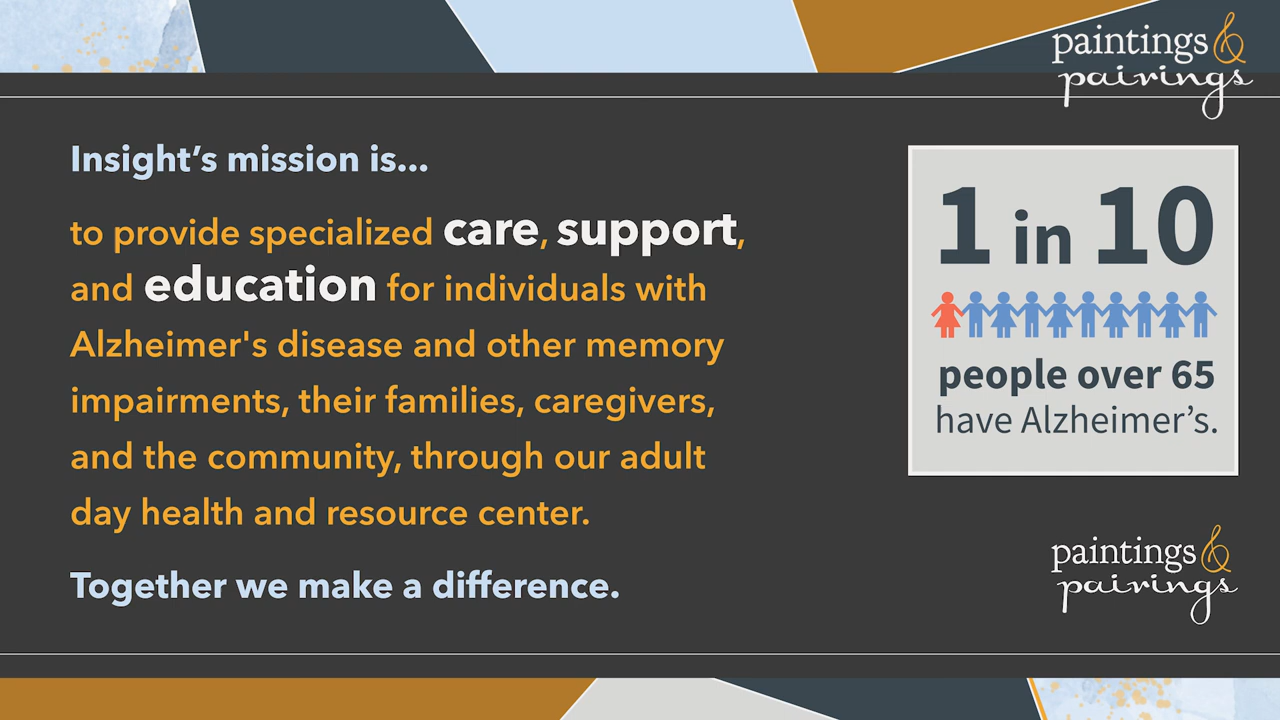 paintings &
pairings
Insight’s mission is...
to provide specialized care, support,
and education for individuals with
Alzheimer's disease and other memory
impairments, their families, caregivers,
and the community, through our adult
day health and resource center.
Together we make a difference.
1 in 10
people over 65
have Alzheimer’s.
paintings &
pairings